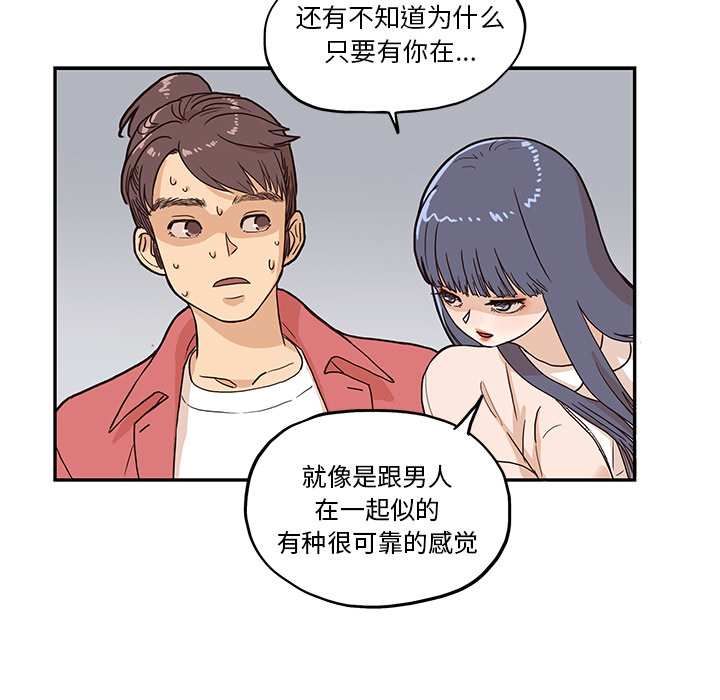 还有不知道为什么
只要有你在...
就像是跟男人
在一起似的
有种很可靠的感觉